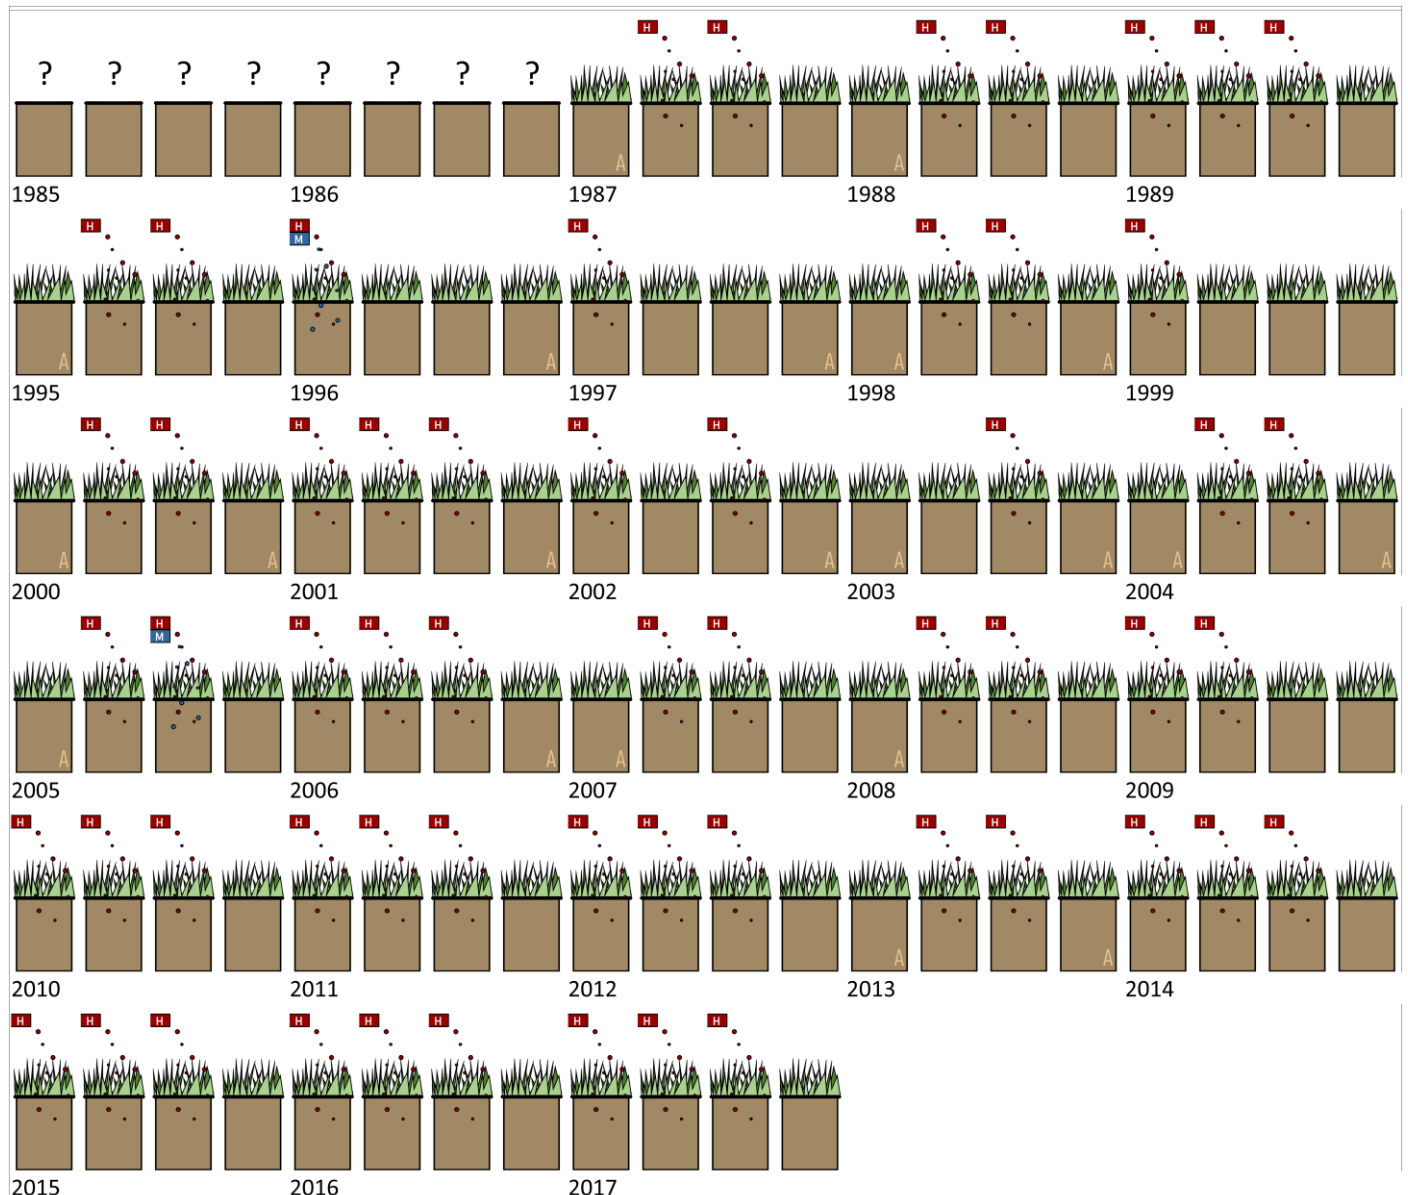 H H H H H H H
? ? ? ? ? ? ? ?
A A
1985 1986 1987 1988 1989
H H H H H H H
M
A A A A A
1995 1996 1997 1998 1999
H H H H H H H H H H
A A A A A A A A
2000 2001 2002 2003 2004
H H H H H H H H H H H
M
A A A A
2005 2006 2007 2008 2009
H H H H H H H H H H H H H H
A A
2010 2011 2012 2013 2014
H H H H H H H H H
2015 2016 2017